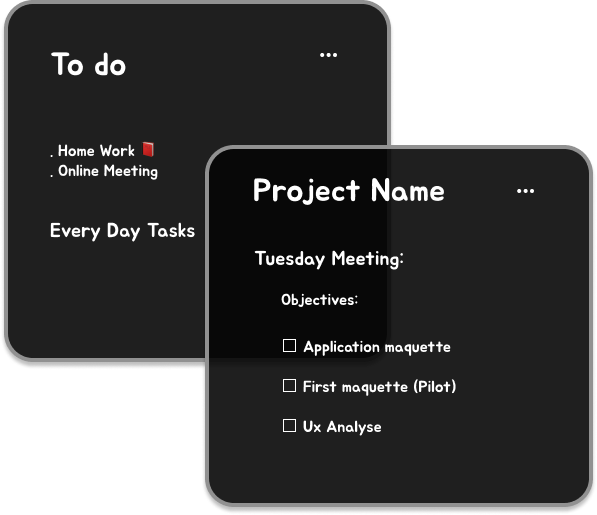 To do
...
. Home Work
. Online Meeting
Every Day Tasks
Project Name
...
Tuesday Meeting:
Objectives:
Application maquette
First maquette (Pilot)
Ux Analyse